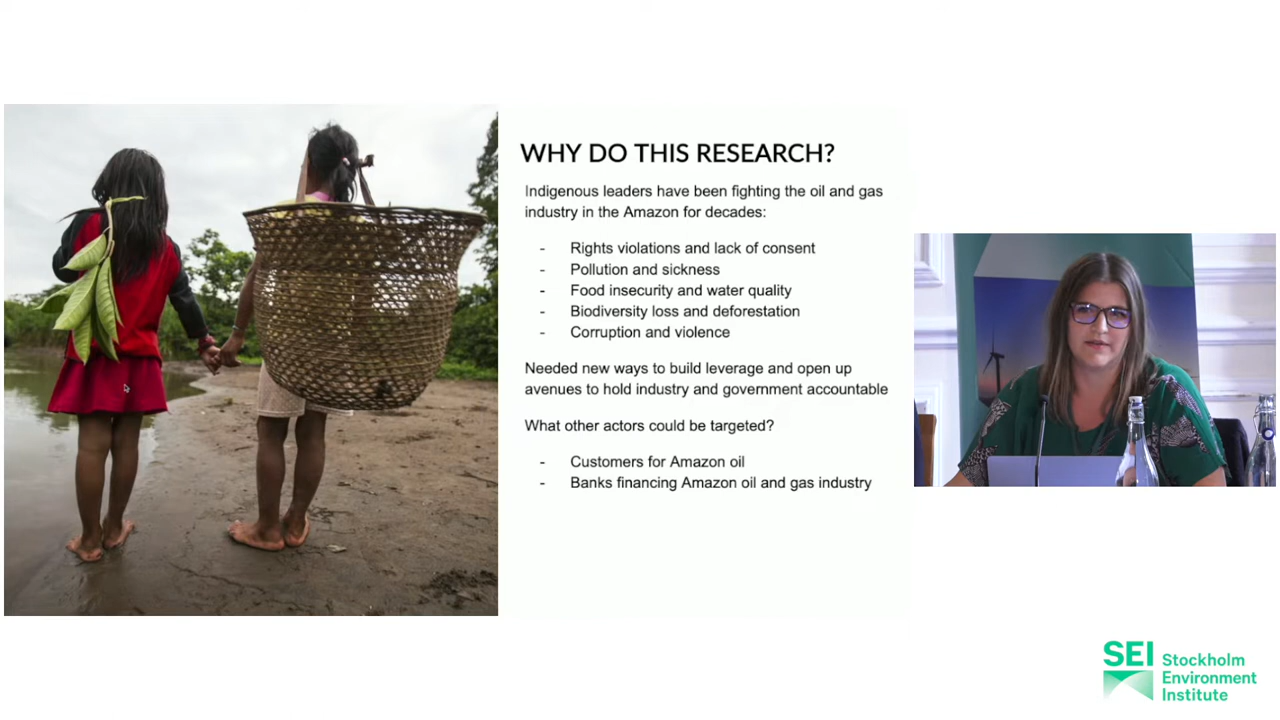 WHY DO THIS RESEARCH?
Indigenous leaders have been fighting the oil and gas
industry in the Amazon for decades:
- Rights violations and lack of consent
- Pollution and sickness
- Food insecurity and water quality
- Biodiversity loss and deforestation
- Corruption and violence
Needed new ways to build leverage and open up
avenues to hold industry and government accountable
What other actors could be targeted?
- Customers for Amazon oil
- Banks financing Amazon oil and gas industry
SEI Stockholm
Environment
Institute